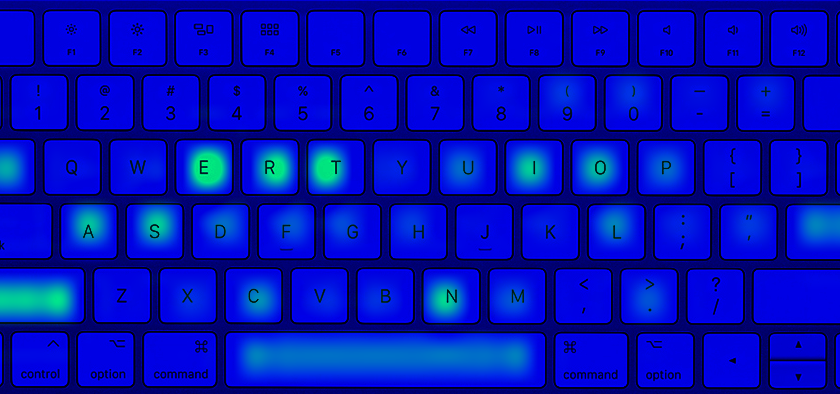 F1 F2 F3 F4 F5 F6 F7 F8 F9 F10 F11 F12
! @ # $ % ^ & * ( ) — +
1 2 3 4 5 6 7 8 9 0 - =
Q W E R T Y U I O P { }
[ ]
A S D F G H J K L : "
k ; '
Z X C V B N M < > ?
, . /
^ ⌥ ⌘ ⌘ ⌥
control option command command option